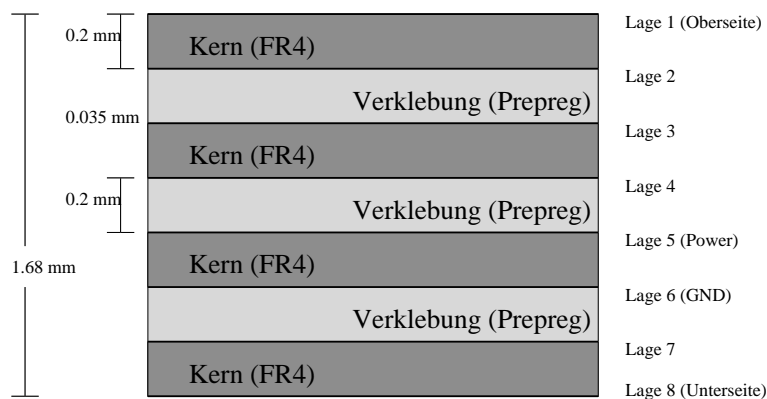 Lage 1 (Oberseite)
0.2 mm
Kern (FR4)
Lage 2
Verklebung (Prepreg)
0.035 mm
Lage 3
Kern (FR4)
Lage 4
0.2 mm
Verklebung (Prepreg)
Lage 5 (Power)
1.68 mm
Kern (FR4)
Lage 6 (GND)
Verklebung (Prepreg)
Lage 7
Kern (FR4)
Lage 8 (Unterseite)